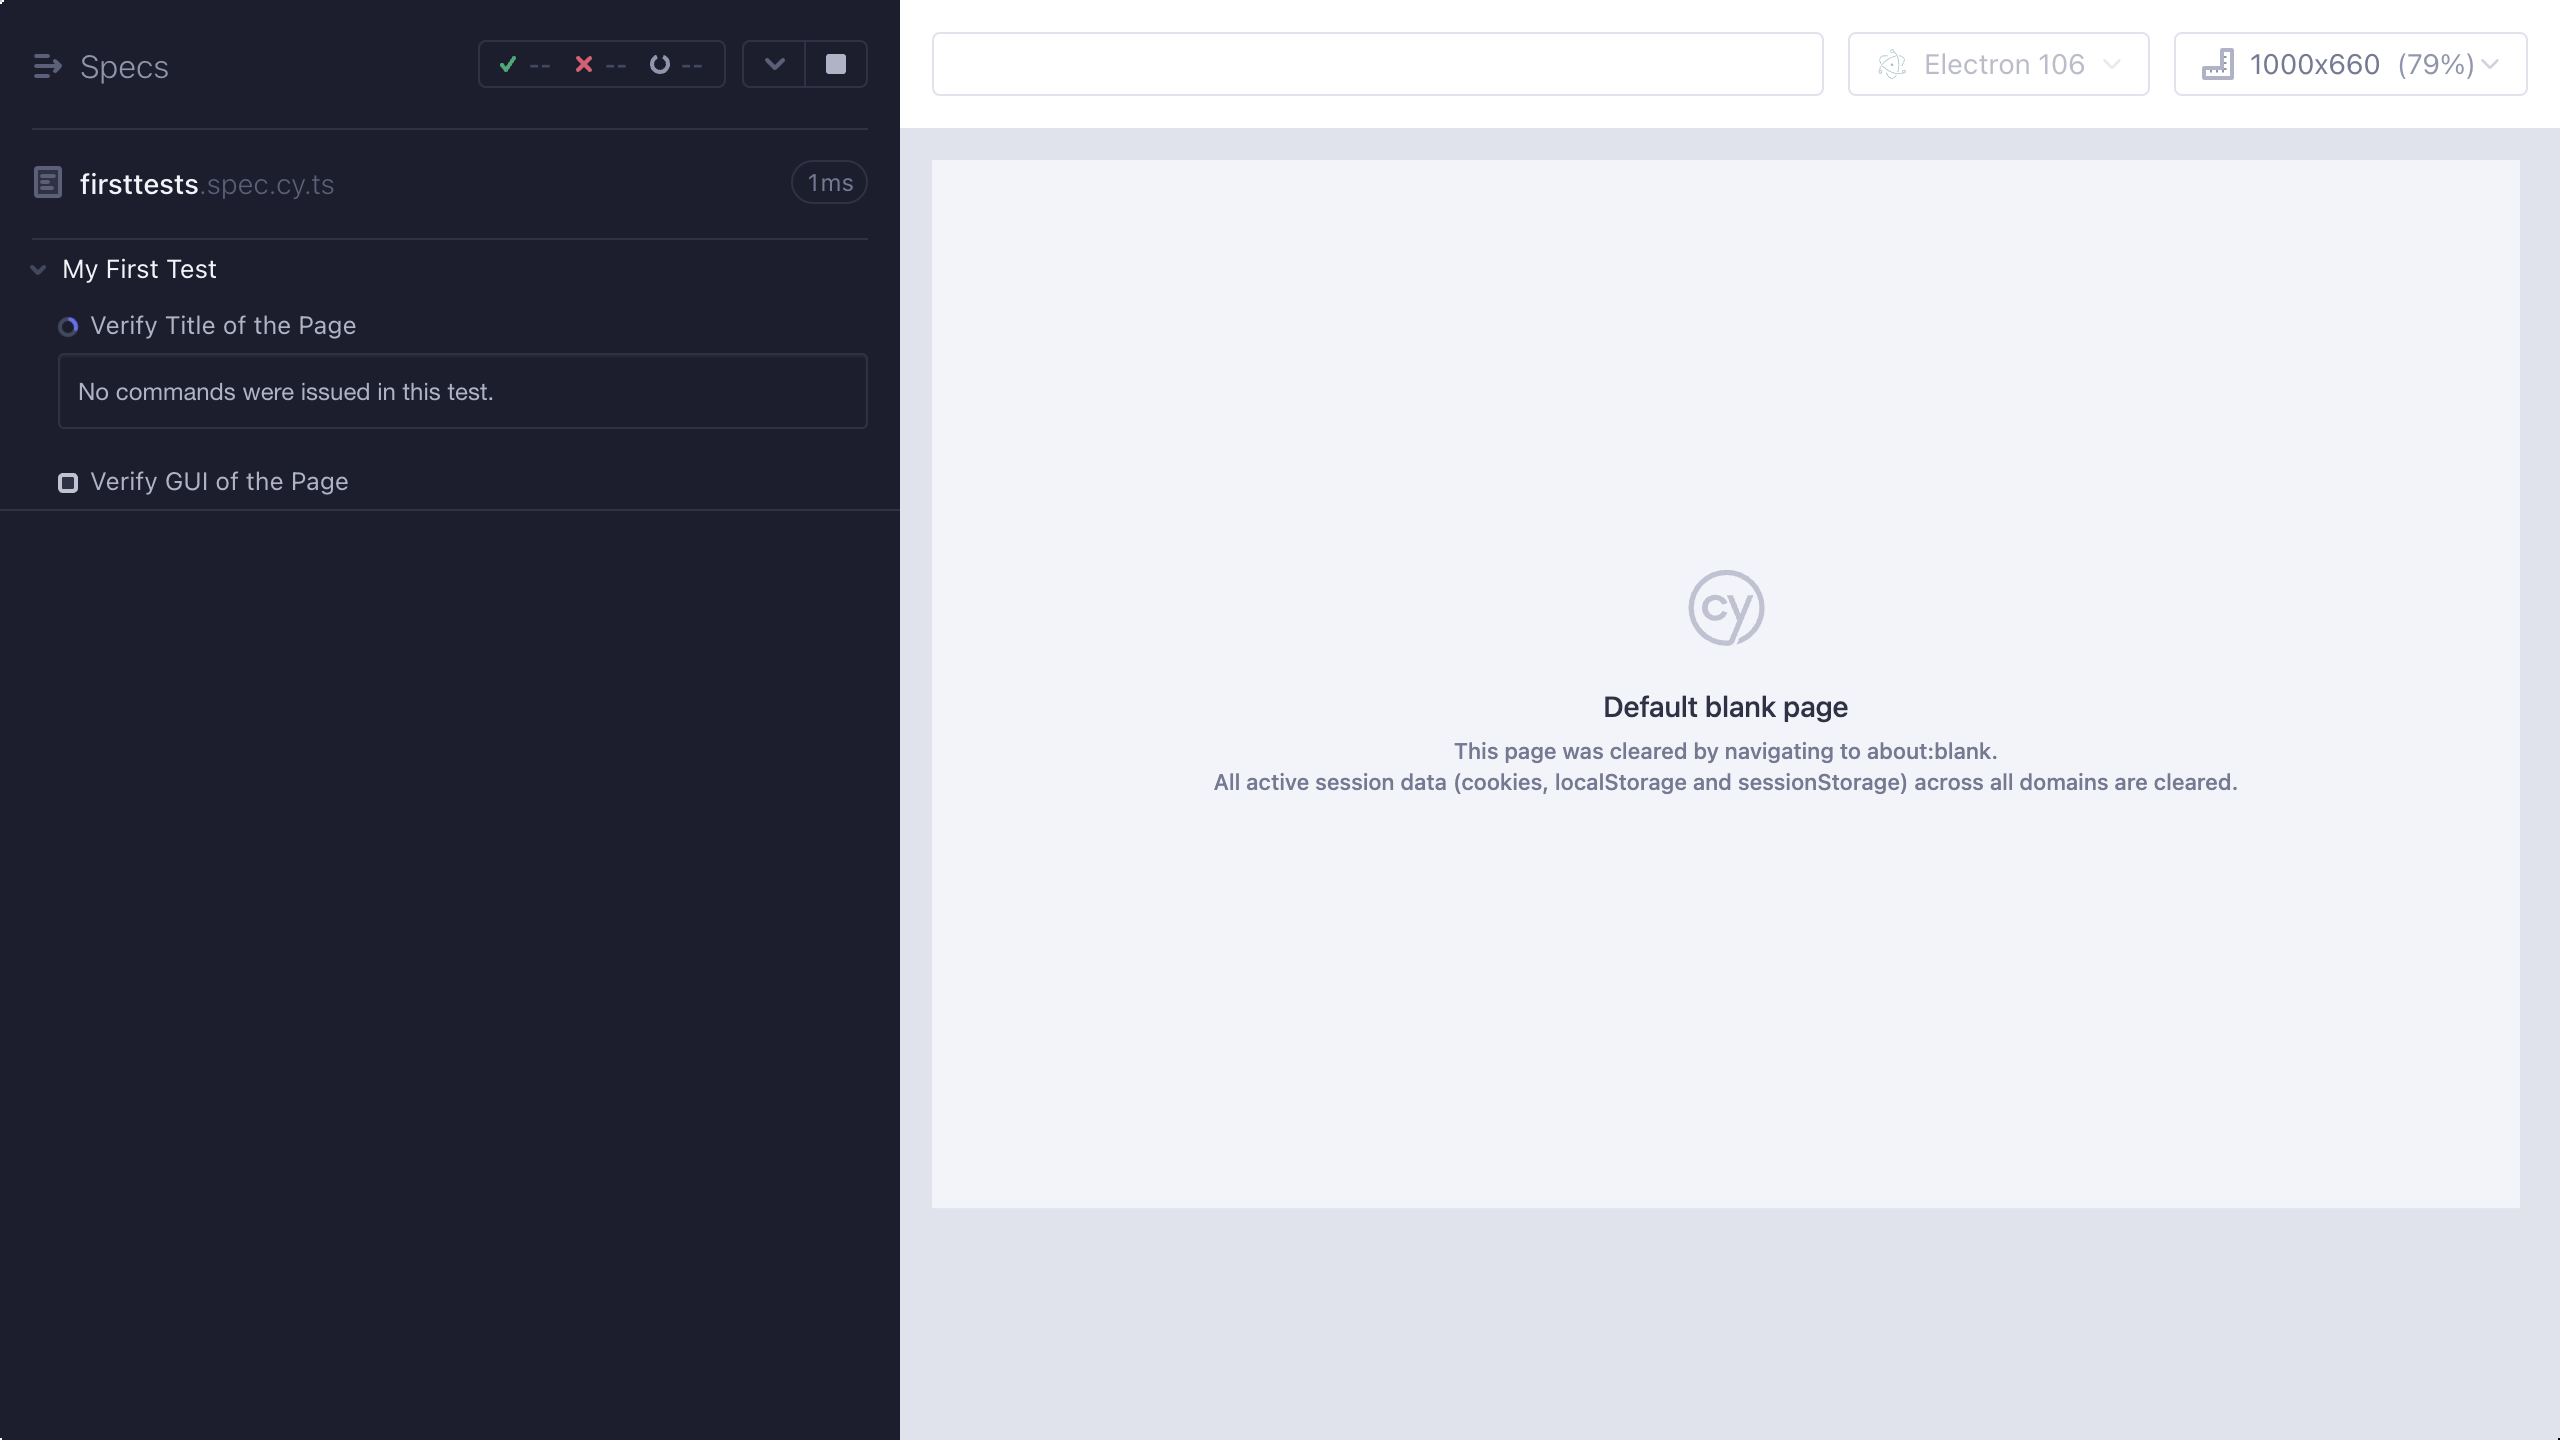 Specs
-- -- --
firsttests.spec.cy.ts
1ms
My First Test
Verify Title of the Page
No commands were issued in this test.
Verify GUI of the Page
Electron 106
1000x660 (79%)
cy
Default blank page
This page was cleared by navigating to about:blank.
All active session data (cookies, localStorage and sessionStorage) across all domains are cleared.